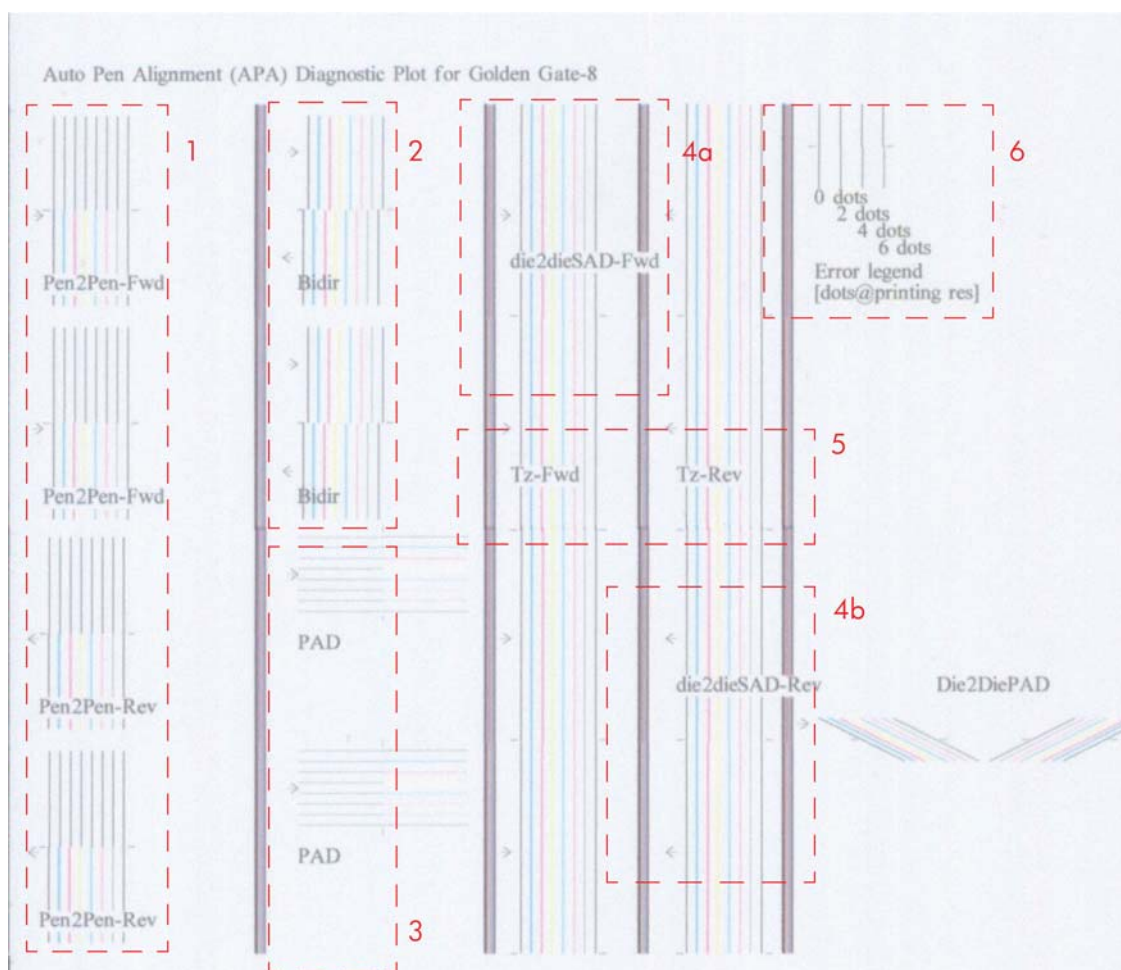 Auto Pen Alignment (APA) Diagnostic Plot for Golden Gate-8
1
2
4a
6
0 dots
2 dots
4 dots
6 dots
die2dieSAD-Fwd
Pen2Pen-Fwd
Bidir
Error legend
[dots@printing res]
5
Pen2Pen-Fwd
Bidir
Tz-Fwd
Tz-Rev
4b
PAD
Pen2Pen-Rev
die2dieSAD-Rev
Die2DiePAD
PAD
Pen2Pen-Rev
3